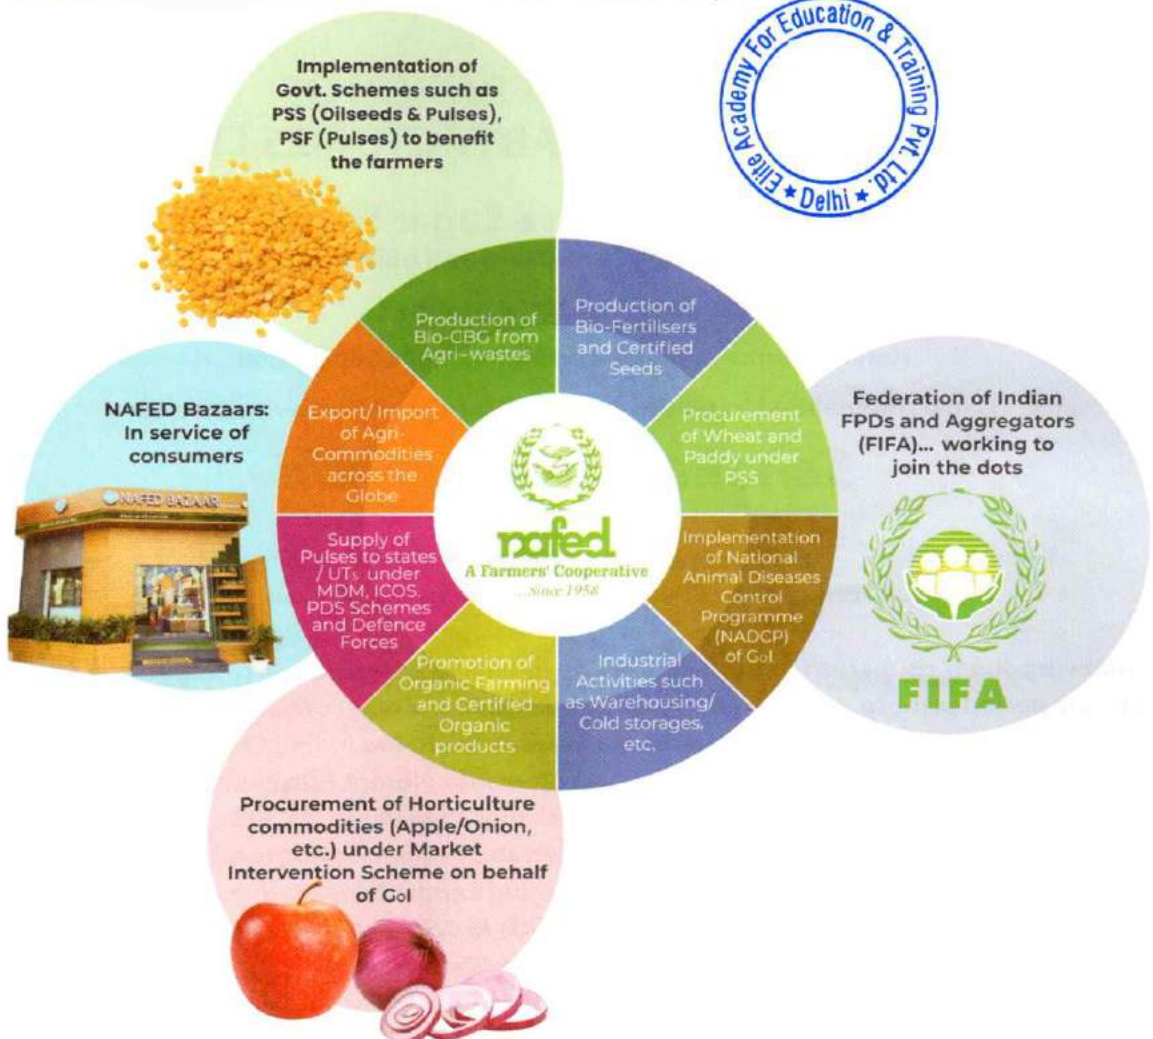 Implementation of
Govt. Schemes such as
PSS (Oilseeds & Pulses),
PSF (Pulses) to benefit
the farmers
Elite Academy For Education & Training Pvt. Ltd.
★ Delhi ★
Production of
Bio-CBG from
Agri-wastes
Production of
Bio-Fertilisers
and Certified
Seeds
NAFED Bazaars:
In service of
consumers
NAFED BAZAAR
Export/ Import
of Agri-
Commodities
across the
Globe
Procurement
of Wheat and
Paddy under
PSS
Federation of Indian
FPDs and Aggregators
(FIFA)... working to
join the dots
FIFA
nafed
A Farmers' Cooperative
...Since 1958
Supply of
Pulses to states
/ UTs under
MDM, ICOS,
PDS Schemes
and Defence
Forces
Implementation
of National
Animal Diseases
Control
Programme
(NADCP)
of GoI
Promotion of
Organic Farming
and Certified
Organic
products
Industrial
Activities such
as Warehousing/
Cold storages,
etc.
Procurement of Horticulture
commodities (Apple/Onion,
etc.) under Market
Intervention Scheme on behalf
of GoI